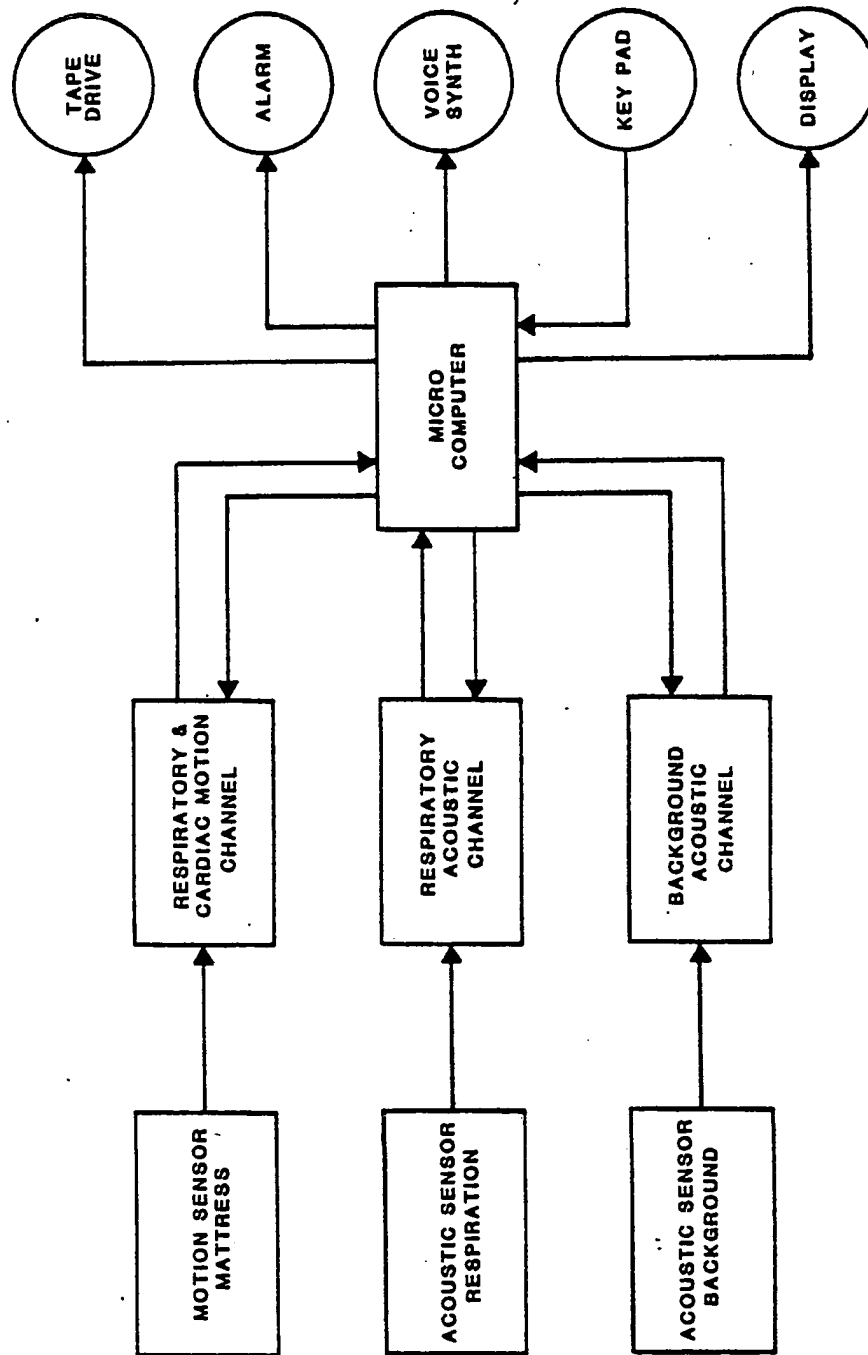 MOTION SENSOR
MATTRESS
RESPIRATORY &
CARDIAC MOTION
CHANNEL
TAPE
DRIVE
ALARM
ACOUSTIC SENSOR
RESPIRATION
RESPIRATORY
ACOUSTIC
CHANNEL
MICRO
COMPUTER
VOICE
SYNTH
KEY PAD
ACOUSTIC SENSOR
BACKGROUND
BACKGROUND
ACOUSTIC
CHANNEL
DISPLAY